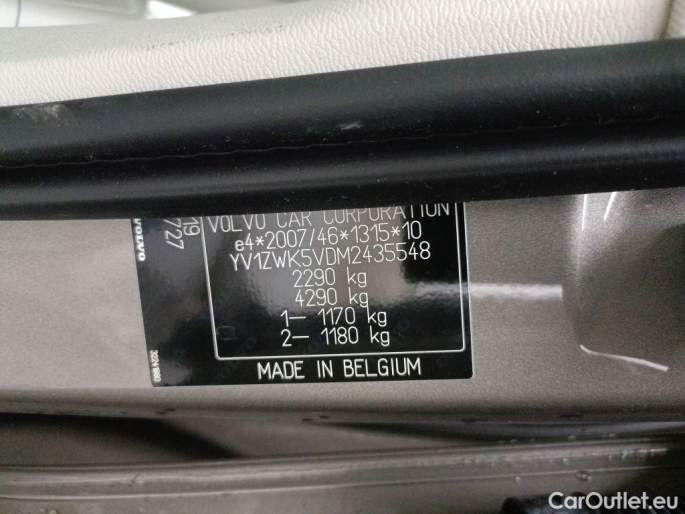 VOLVO CAR CORPORATION
e4*2007/46*1315*10
YV1ZWK5VDM2435548
2290 kg
4290 kg
1— 1170 kg
2— 1180 kg
MADE IN BELGIUM
VOLVO
CarOutlet.eu